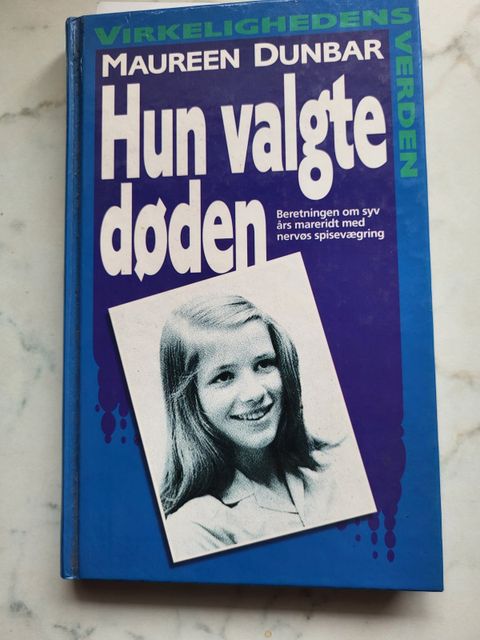 VIRKELIGHEDENS
VERDEN
MAUREEN DUNBAR
Hun valgte
døden
Beretningen om syv
års mareridt med
nervøs spisevægring